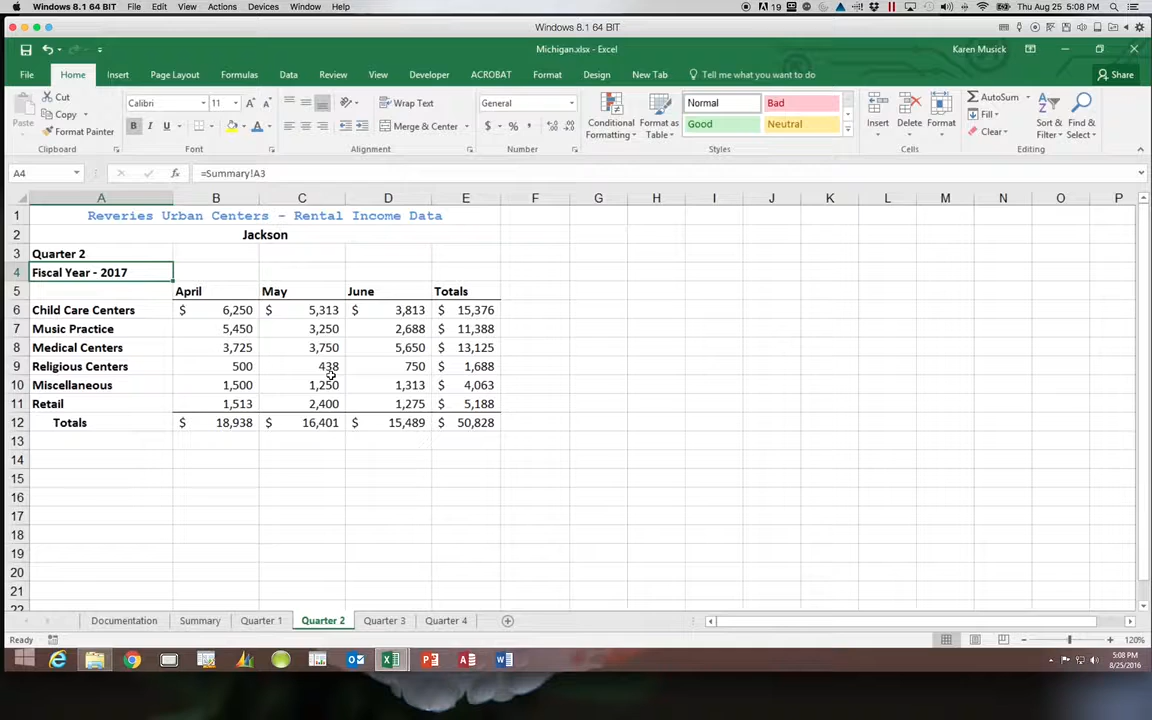 Windows 8.1 64 BIT File Edit View Actions Devices Window Help 19 Thu Aug 25 5:08 PM
Windows 8.1 64 BIT
Michigan.xlsx - Excel Karen Musick
File Home Insert Page Layout Formulas Data Review View Developer ACROBAT Format Design New Tab Tell me what you want to do... Share
Paste Cut Copy Format Painter
Calibri 11 B I U A A A
Wrap Text Merge & Center
General $ % ,
Conditional Formatting Format as Table
Normal Bad Good Neutral
Insert Delete Format
AutoSum Fill Clear Sort & Filter Find & Select
Clipboard Font Alignment Number Styles Cells Editing
A4 fx =Summary!A3
A B C D E F G H I J K L M N O P
1 Reveries Urban Centers - Rental Income Data
2 Jackson
3 Quarter 2
4 Fiscal Year - 2017
5 April May June Totals
6 Child Care Centers $ 6,250 $ 5,313 $ 3,813 $ 15,376
7 Music Practice 5,450 3,250 2,688 $ 11,388
8 Medical Centers 3,725 3,750 5,650 $ 13,125
9 Religious Centers 500 438 750 $ 1,688
10 Miscellaneous 1,500 1,250 1,313 $ 4,063
11 Retail 1,513 2,400 1,275 $ 5,188
12 Totals $ 18,938 $ 16,401 $ 15,489 $ 50,828
13
14
15
16
17
18
19
20
21
22
Documentation Summary Quarter 1 Quarter 2 Quarter 3 Quarter 4
Ready 120%
5:08 PM
8/25/2016